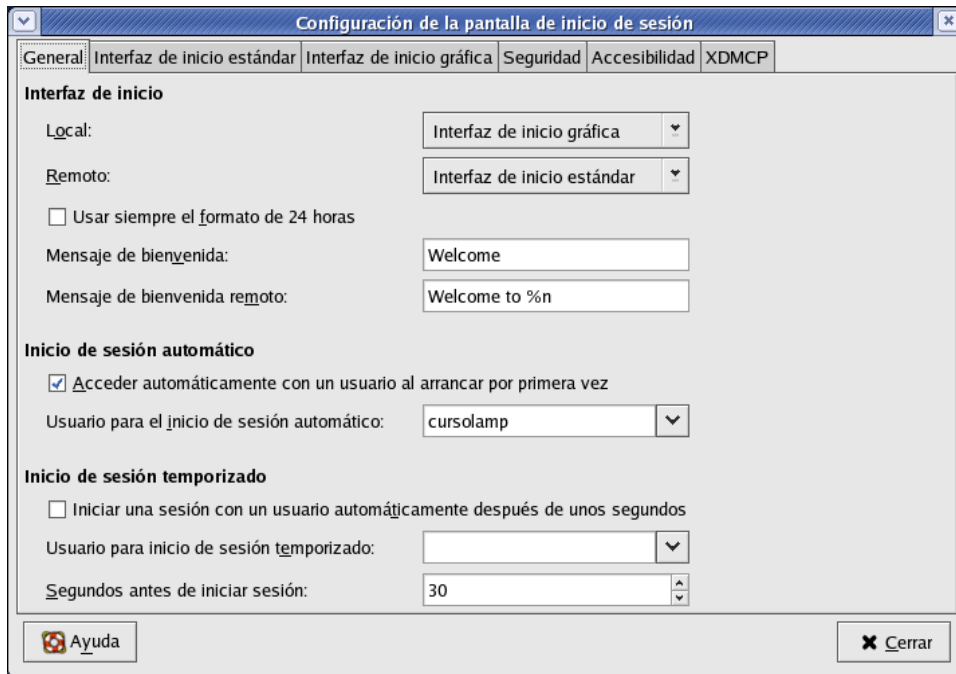 Configuración de la pantalla de inicio de sesión
General Interfaz de inicio estándar Interfaz de inicio gráfica Seguridad Accesibilidad XDMCP
Interfaz de inicio
Local: Interfaz de inicio gráfica
Remoto: Interfaz de inicio estándar
Usar siempre el formato de 24 horas
Mensaje de bienvenida: Welcome
Mensaje de bienvenida remoto: Welcome to %n
Inicio de sesión automático
Acceder automáticamente con un usuario al arrancar por primera vez
Usuario para el inicio de sesión automático: cursolamp
Inicio de sesión temporizado
Iniciar una sesión con un usuario automáticamente después de unos segundos
Usuario para inicio de sesión temporizado:
Segundos antes de iniciar sesión: 30
Ayuda Cerrar